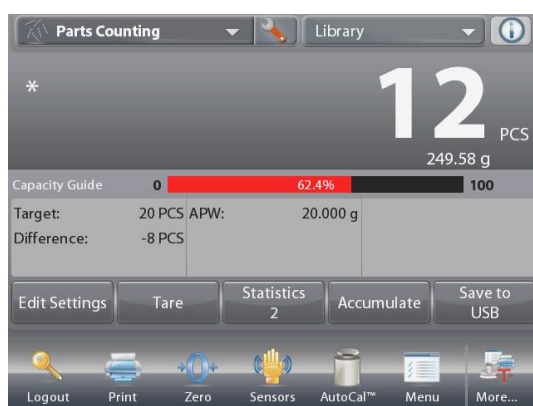 Parts Counting
Library
*
12 PCS
249.58 g
Capacity Guide 0 62.4% 100
Target: 20 PCS APW: 20.000 g
Difference: -8 PCS
Edit Settings Tare Statistics 2 Accumulate Save to USB
Logout Print Zero Sensors AutoCal™ Menu More...